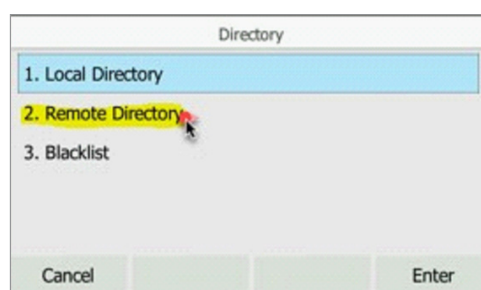 Directory
1. Local Directory
2. Remote Directory
3. Blacklist
Cancel
Enter